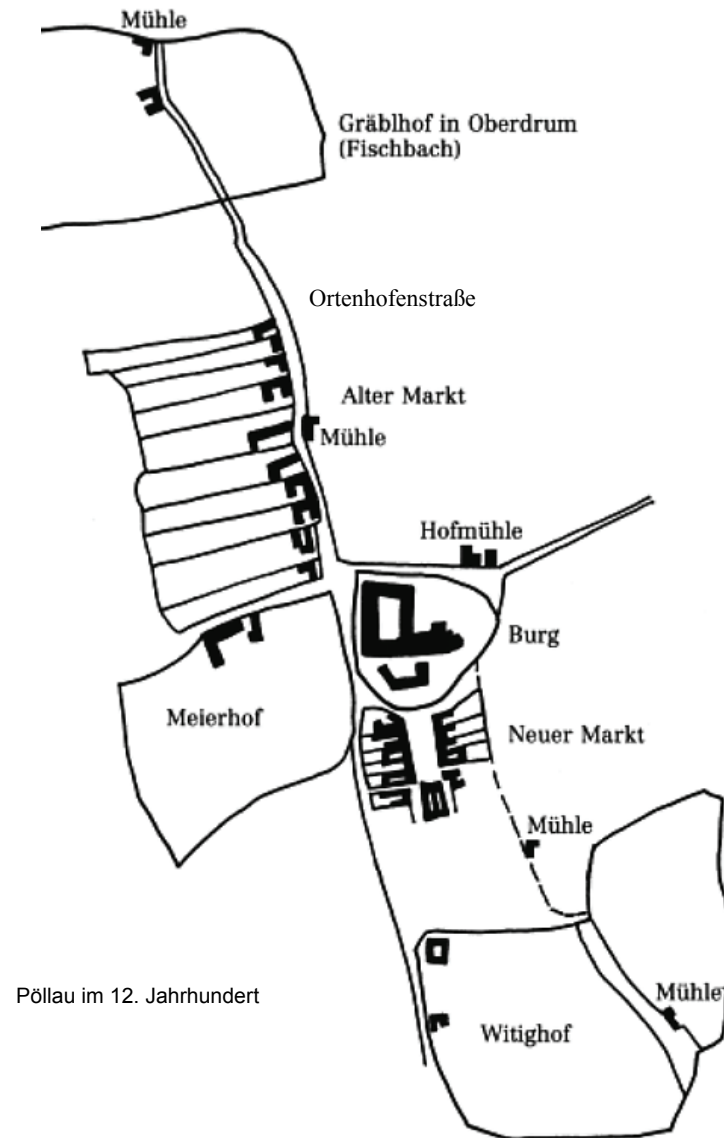 Mühle
Gräblhof in Oberdrum
(Fischbach)
Ortenhofenstraße
Alter Markt
Mühle
Hofmühle
Burg
Meierhof
Neuer Markt
Mühle
Pöllau im 12. Jahrhundert
Mühle
Witighof